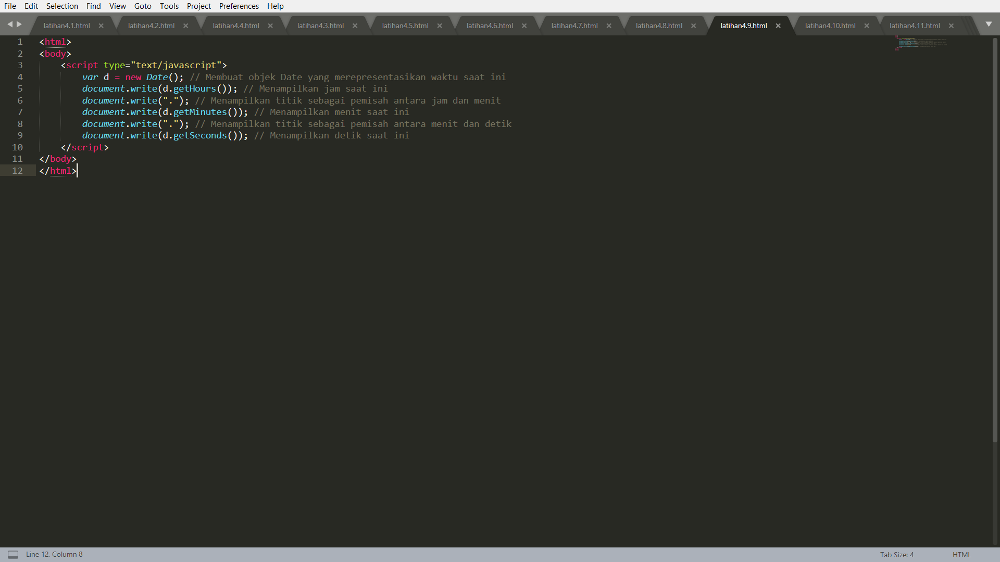 File Edit Selection Find View Goto Tools Project Preferences Help
latihan4.1.html × latihan4.2.html × latihan4.4.html × latihan4.3.html × latihan4.5.html × latihan4.6.html × latihan4.7.html × latihan4.8.html × latihan4.9.html × latihan4.10.html × latihan4.11.html ×
1 <html>
2 <body>
3     <script type="text/javascript">
4         var d = new Date(); // Membuat objek Date yang merepresentasikan waktu saat ini
5         document.write(d.getHours()); // Menampilkan jam saat ini
6         document.write("."); // Menampilkan titik sebagai pemisah antara jam dan menit
7         document.write(d.getMinutes()); // Menampilkan menit saat ini
8         document.write("."); // Menampilkan titik sebagai pemisah antara menit dan detik
9         document.write(d.getSeconds()); // Menampilkan detik saat ini
10     </script>
11 </body>
12 </html>
Line 12, Column 8 Tab Size: 4 HTML